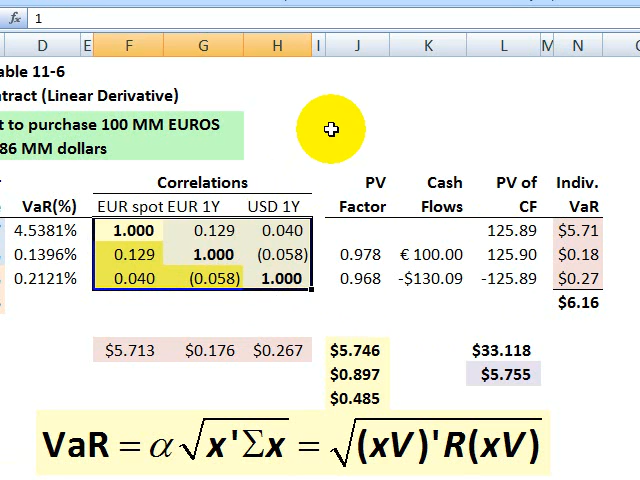 fx 1
D E F G H I J K L M N
able 11-6
tract (Linear Derivative)
t to purchase 100 MM EUROS
86 MM dollars
Correlations PV Cash PV of Indiv.
VaR(%) EUR spot EUR 1Y USD 1Y Factor Flows CF VaR
4.5381% 1.000 0.129 0.040 125.89 $5.71
0.1396% 0.129 1.000 (0.058) 0.978 € 100.00 125.90 $0.18
0.2121% 0.040 (0.058) 1.000 0.968 -$130.09 -125.89 $0.27
$6.16
$5.713 $0.176 $0.267 $5.746 $33.118
$0.897 $5.755
$0.485
VaR = α√x'Σx = √(xV)'R(xV)